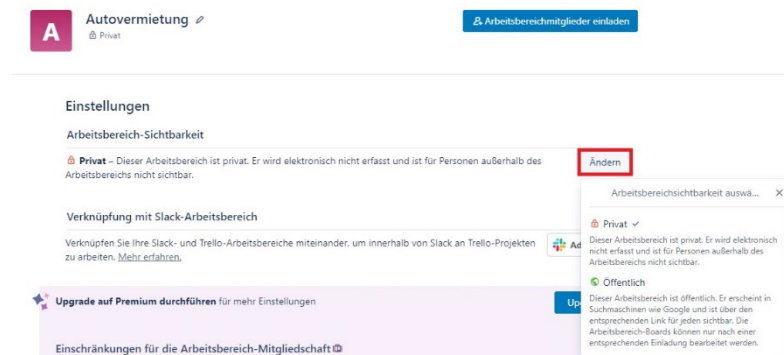 A
Autovermietung
Privat
Arbeitsbereichmitglieder einladen
Einstellungen
Arbeitsbereich-Sichtbarkeit
Privat – Dieser Arbeitsbereich ist privat. Er wird elektronisch nicht erfasst und ist für Personen außerhalb des
Arbeitsbereichs nicht sichtbar.
Ändern
Arbeitsbereichsichtbarkeit auswä...
Privat
Dieser Arbeitsbereich ist privat. Er wird elektronisch
nicht erfasst und ist für Personen außerhalb des
Arbeitsbereichs nicht sichtbar.
Öffentlich
Dieser Arbeitsbereich ist öffentlich. Er erscheint in
Suchmaschinen wie Google und ist über den
entsprechenden Link für jeden sichtbar. Die
Arbeitsbereich-Boards können nur nach einer
entsprechenden Einladung bearbeitet werden.
Verknüpfung mit Slack-Arbeitsbereich
Verknüpfen Sie Ihre Slack- und Trello-Arbeitsbereiche miteinander, um innerhalb von Slack an Trello-Projekten
zu arbeiten. Mehr erfahren.
Ad
Upgrade auf Premium durchführen für mehr Einstellungen
Up
Einschränkungen für die Arbeitsbereich-Mitgliedschaft